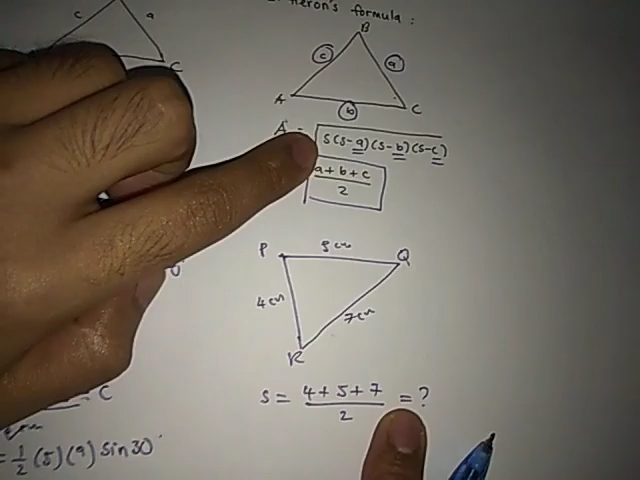 Heron's formula :
c a
C
B
c a
A b C
A = √s(s-a)(s-b)(s-c)
a+b+c
2
P 5cm Q
4cm 7cm
R
C
s = 4+5+7 = ?
2
= 1/2 (5)(9) sin30°